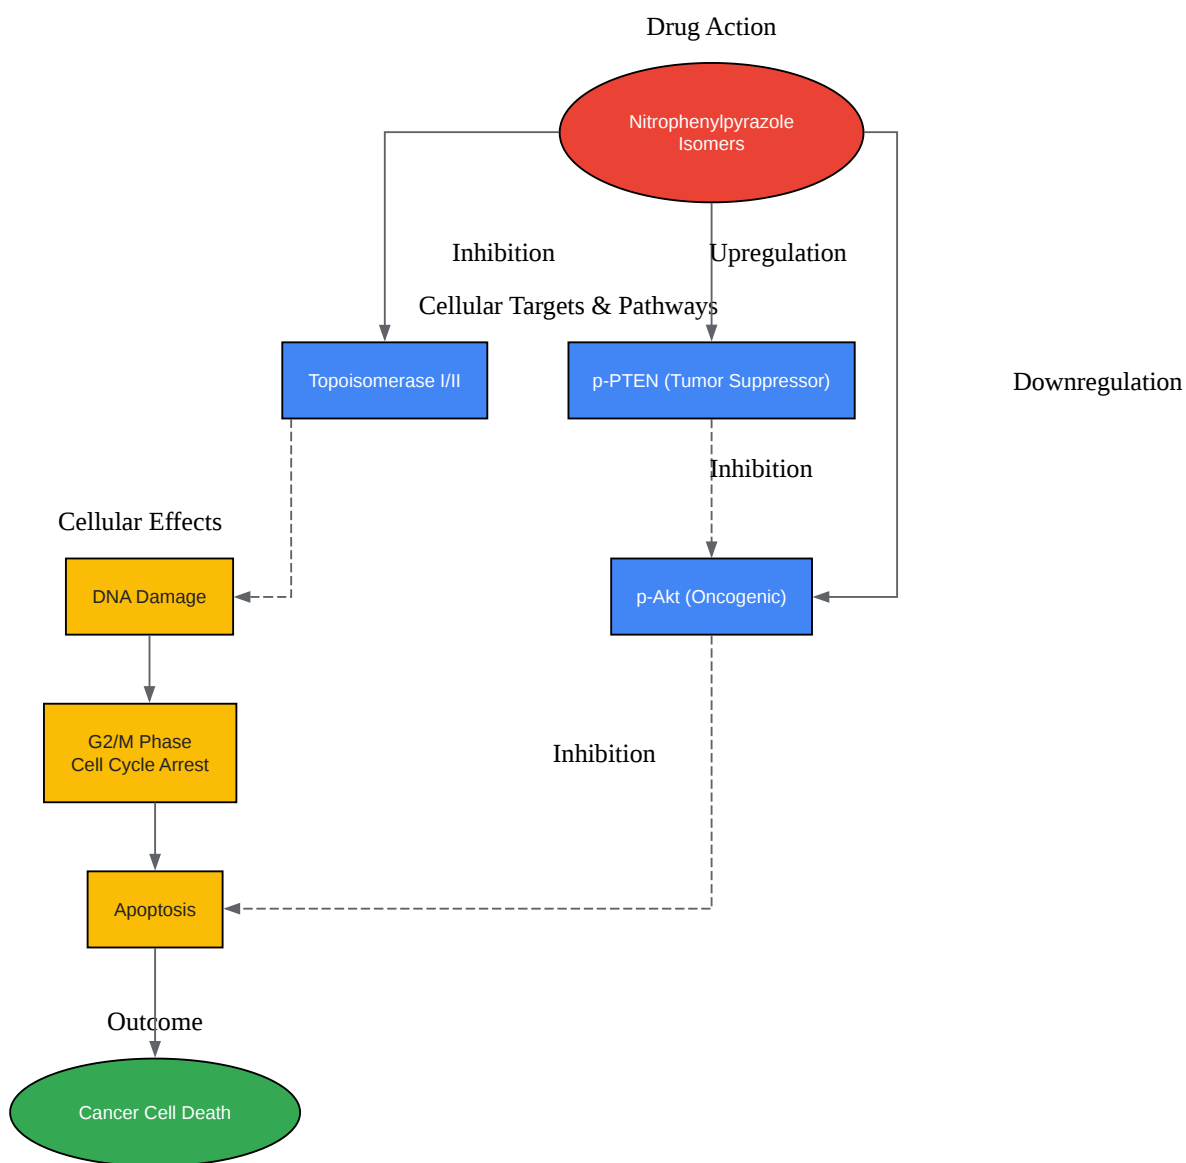 Drug Action
Nitrophenylpyrazole
Isomers
Inhibition
Upregulation
Cellular Targets & Pathways
Topoisomerase I/II
p-PTEN (Tumor Suppressor)
Downregulation
Inhibition
Cellular Effects
DNA Damage
p-Akt (Oncogenic)
G2/M Phase
Cell Cycle Arrest
Inhibition
Apoptosis
Outcome
Cancer Cell Death